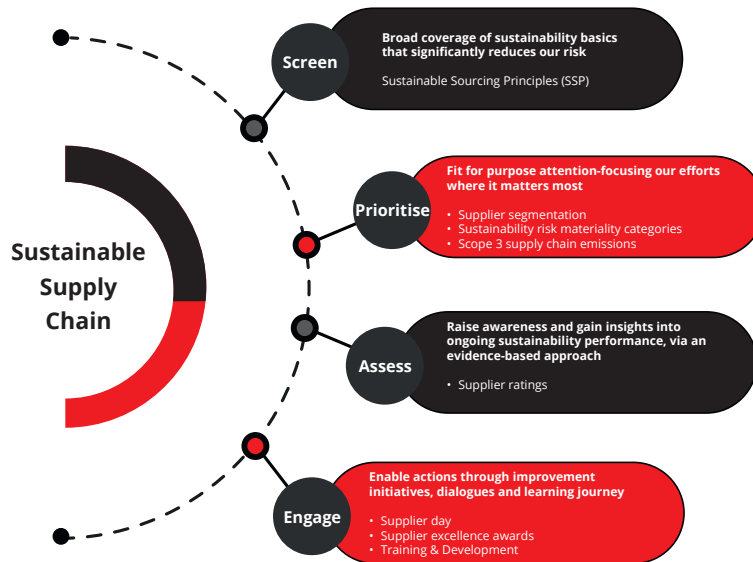 Sustainable
Supply
Chain
Screen
Broad coverage of sustainability basics
that significantly reduces our risk
Sustainable Sourcing Principles (SSP)
Prioritise
Fit for purpose attention-focusing our efforts
where it matters most
• Supplier segmentation
• Sustainability risk materiality categories
• Scope 3 supply chain emissions
Assess
Raise awareness and gain insights into
ongoing sustainability performance, via an
evidence-based approach
• Supplier ratings
Engage
Enable actions through improvement
initiatives, dialogues and learning journey
• Supplier day
• Supplier excellence awards
• Training & Development